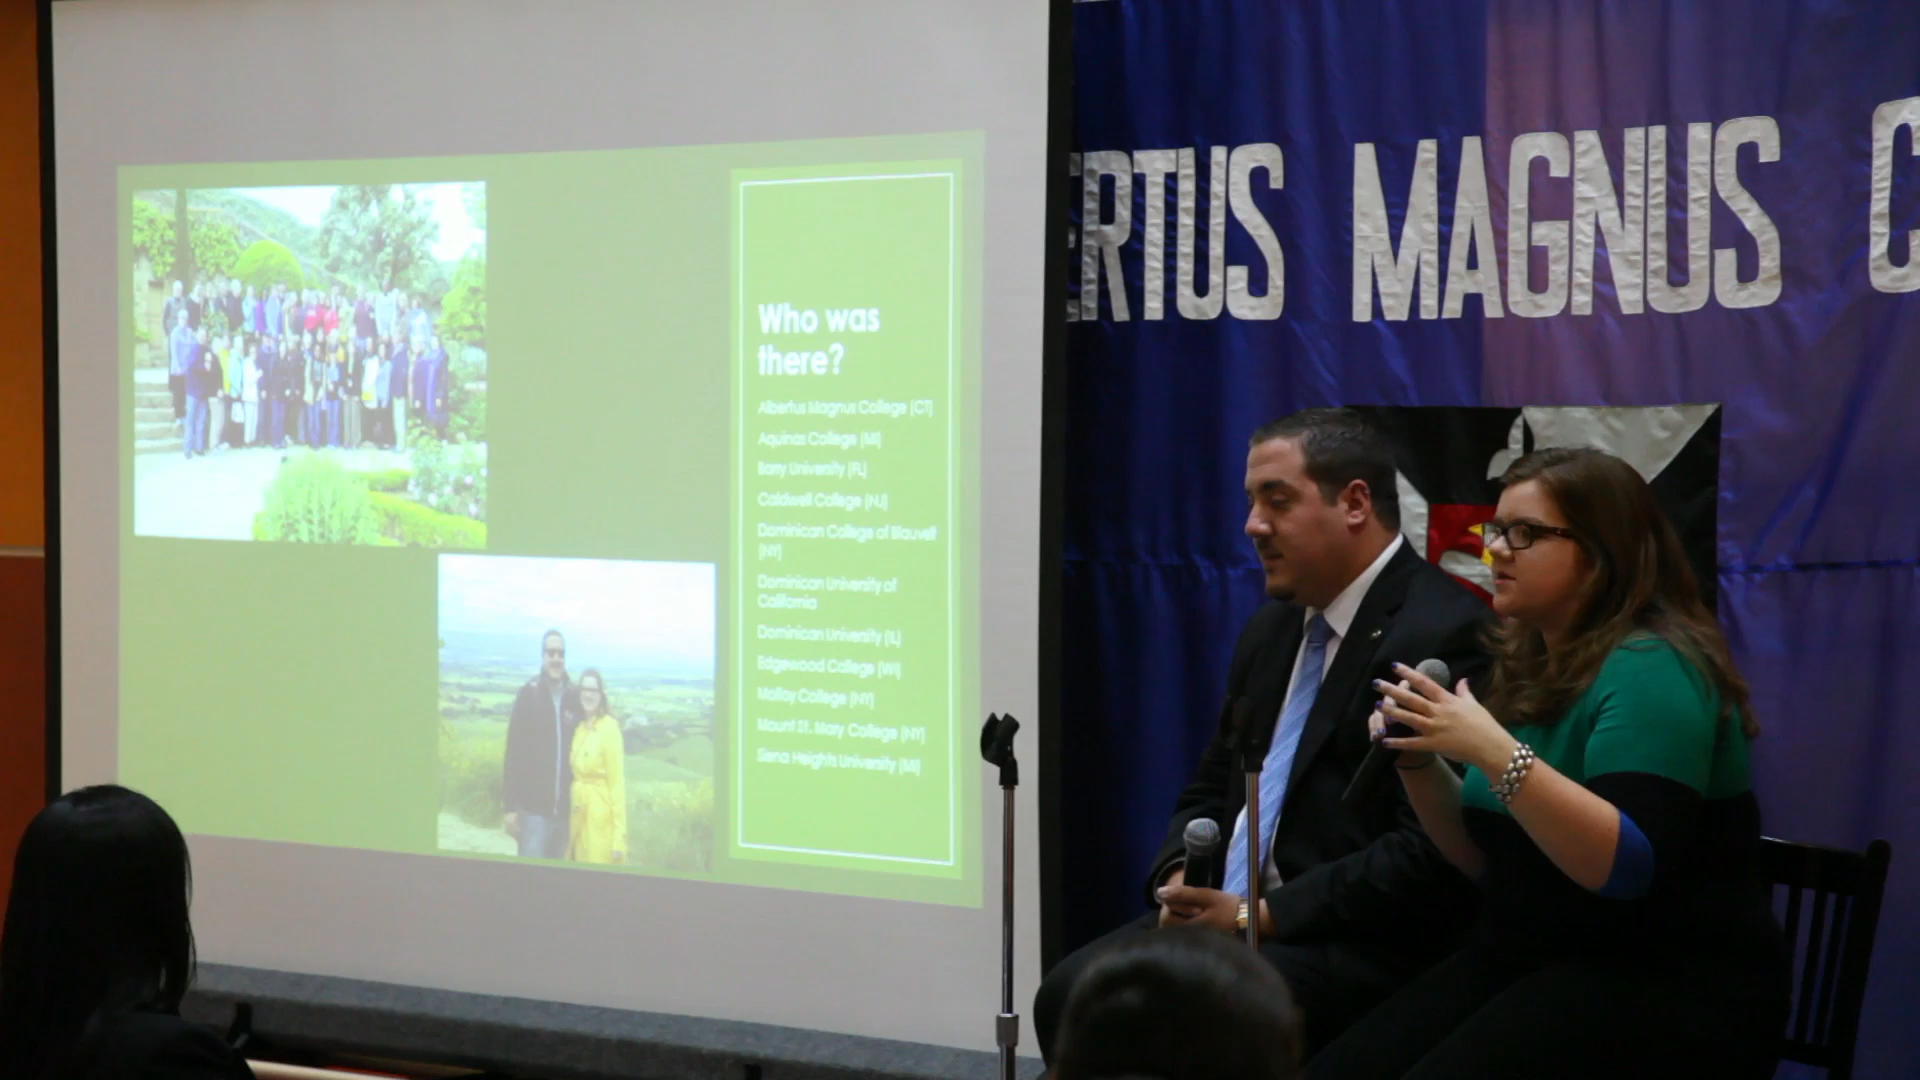 Who was
there?
Albertus Magnus College (CT)
Aquinas College (MI)
Barry University (FL)
Caldwell College (NJ)
Dominican College of Blauvelt
(NY)
Dominican University of
California
Dominican University (IL)
Edgewood College (WI)
Molloy College (NY)
Mount St. Mary College (NY)
Siena Heights University (MI)
ERTUS MAGNUS C